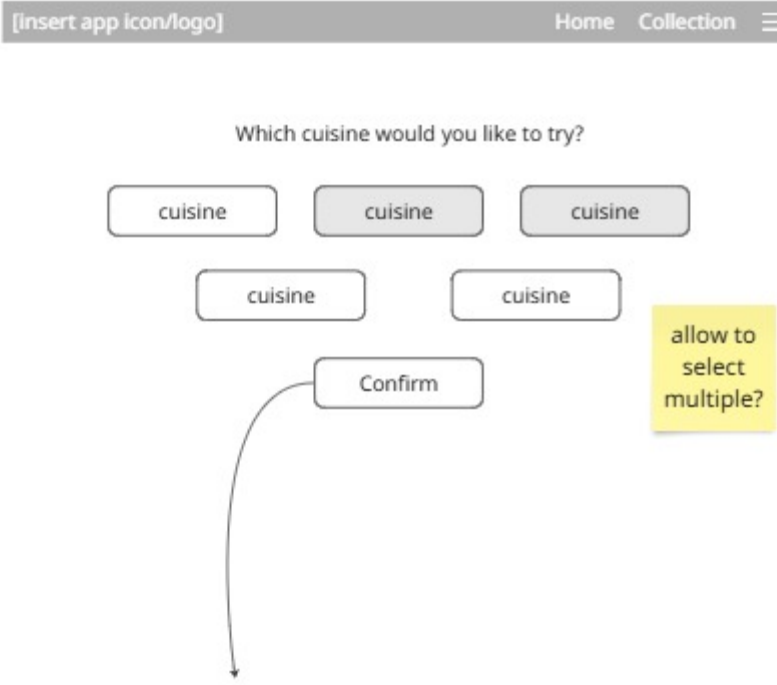 [insert app icon/logo] Home Collection
Which cuisine would you like to try?
cuisine cuisine cuisine
cuisine cuisine
allow to
select
multiple?
Confirm